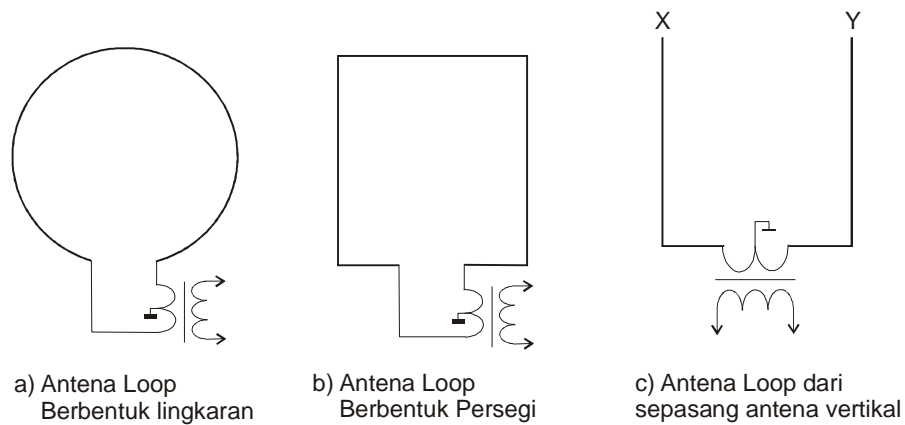 X Y
a) Antena Loop
Berbentuk lingkaran
b) Antena Loop
Berbentuk Persegi
c) Antena Loop dari
sepasang antena vertikal